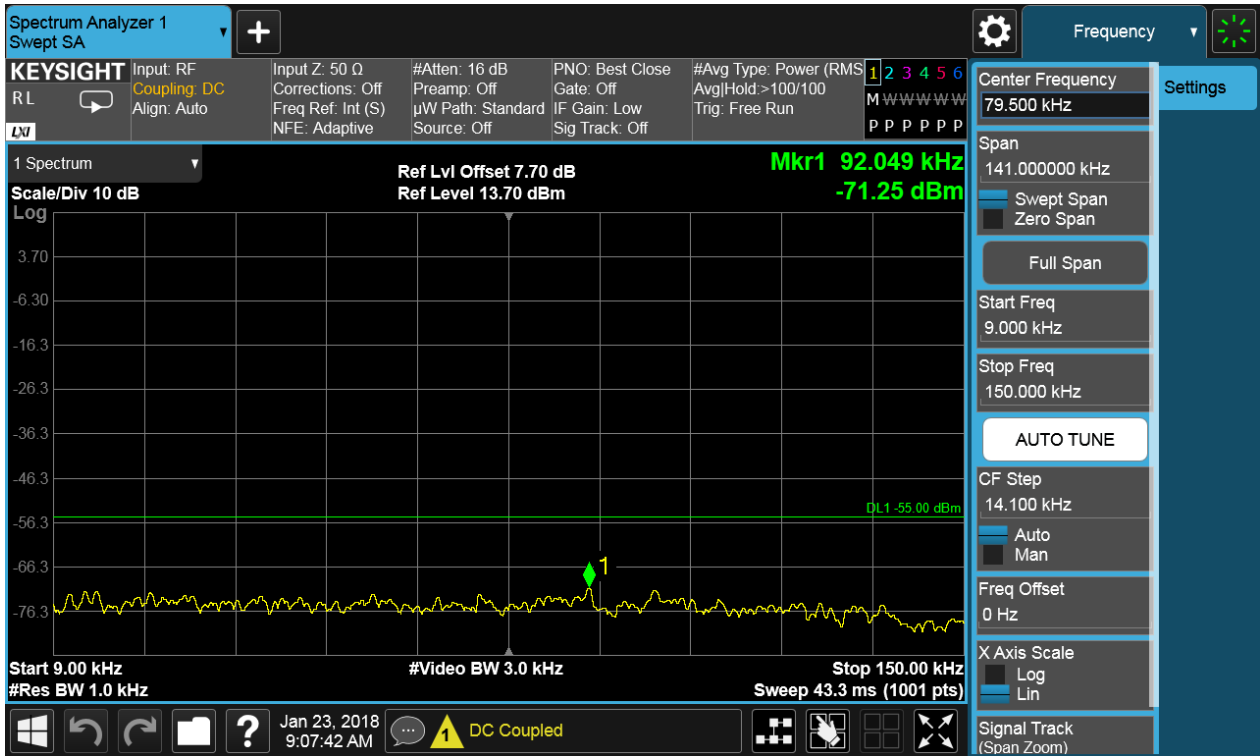 Spectrum Analyzer 1
Swept SA
+
Frequency
KEYSIGHT
RL
LXI
Input: RF
Coupling: DC
Align: Auto
Input Z: 50 Ω
Corrections: Off
Freq Ref: Int (S)
NFE: Adaptive
#Atten: 16 dB
Preamp: Off
µW Path: Standard
Source: Off
PNO: Best Close
Gate: Off
IF Gain: Low
Sig Track: Off
#Avg Type: Power (RMS
Avg|Hold:>100/100
Trig: Free Run
1 2 3 4 5 6
M W W W W W
P P P P P P
1 Spectrum
Scale/Div 10 dB
Log
Ref Lvl Offset 7.70 dB
Ref Level 13.70 dBm
Mkr1 92.049 kHz
-71.25 dBm
3.70
-6.30
-16.3
-26.3
-36.3
-46.3
-56.3
-66.3
-76.3
DL1 -55.00 dBm
1
Start 9.00 kHz
#Res BW 1.0 kHz
#Video BW 3.0 kHz
Stop 150.00 kHz
Sweep 43.3 ms (1001 pts)
Center Frequency
79.500 kHz
Span
141.000000 kHz
Swept Span
Zero Span
Full Span
Start Freq
9.000 kHz
Stop Freq
150.000 kHz
AUTO TUNE
CF Step
14.100 kHz
Auto
Man
Freq Offset
0 Hz
X Axis Scale
Log
Lin
Signal Track
(Span Zoom)
Settings
?
Jan 23, 2018
9:07:42 AM
1
DC Coupled